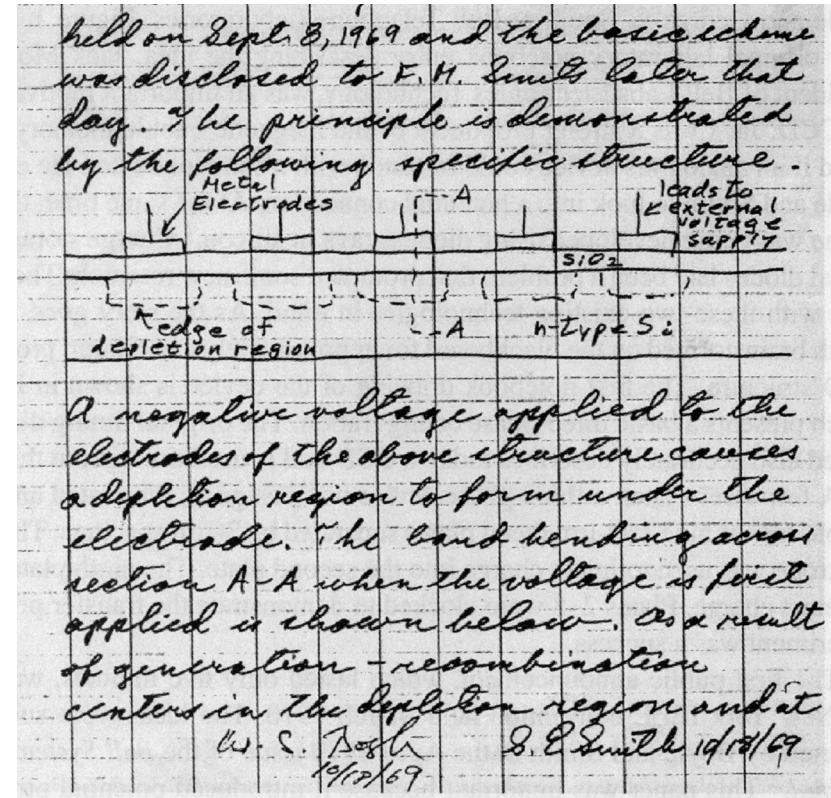 held on Sept. 8, 1969 and the basic scheme
was disclosed to F. M. Smits later that
day. The principle is demonstrated
by the following specific structure.
Metal
Electrodes
A
leads to
external
voltage
supply
SiO2
edge of
depletion region
A
n-type Si
A negative voltage applied to the
electrodes of the above structure causes
a depletion region to form under the
electrode. The band bending across
section A-A when the voltage is first
applied is shown below. As a result
of generation - recombination
centers in the depletion region and at
W S Boyle
10/18/69
G. E. Smith 10/18/69